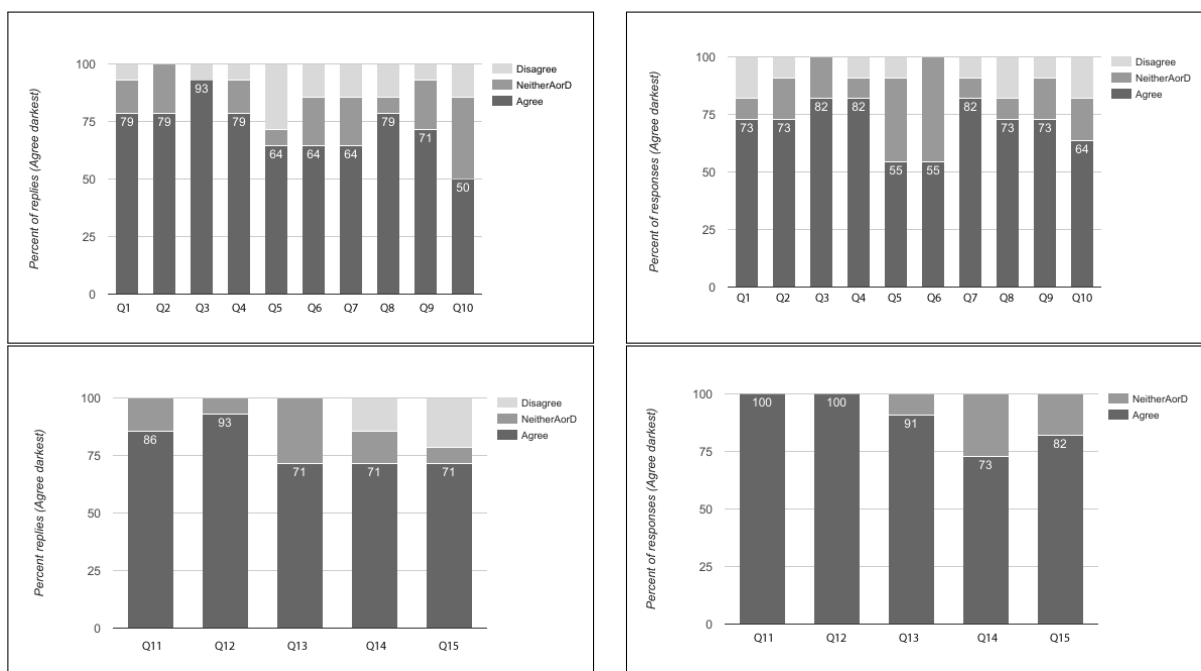 Percent of replies (Agree darkest)
100
75
50
25
0
79
79
93
79
64
64
64
79
71
50
Q1 Q2 Q3 Q4 Q5 Q6 Q7 Q8 Q9 Q10
Disagree
NeitherAorD
Agree
Percent of responses (Agree darkest)
100
75
50
25
0
73
73
82
82
55
55
82
73
73
64
Q1 Q2 Q3 Q4 Q5 Q6 Q7 Q8 Q9 Q10
Disagree
NeitherAorD
Agree
Percent replies (Agree darkest)
100
75
50
25
0
86
93
71
71
71
Q11 Q12 Q13 Q14 Q15
Disagree
NeitherAorD
Agree
Percent of responses (Agree darkest)
100
75
50
25
0
100
100
91
73
82
Q11 Q12 Q13 Q14 Q15
NeitherAorD
Agree